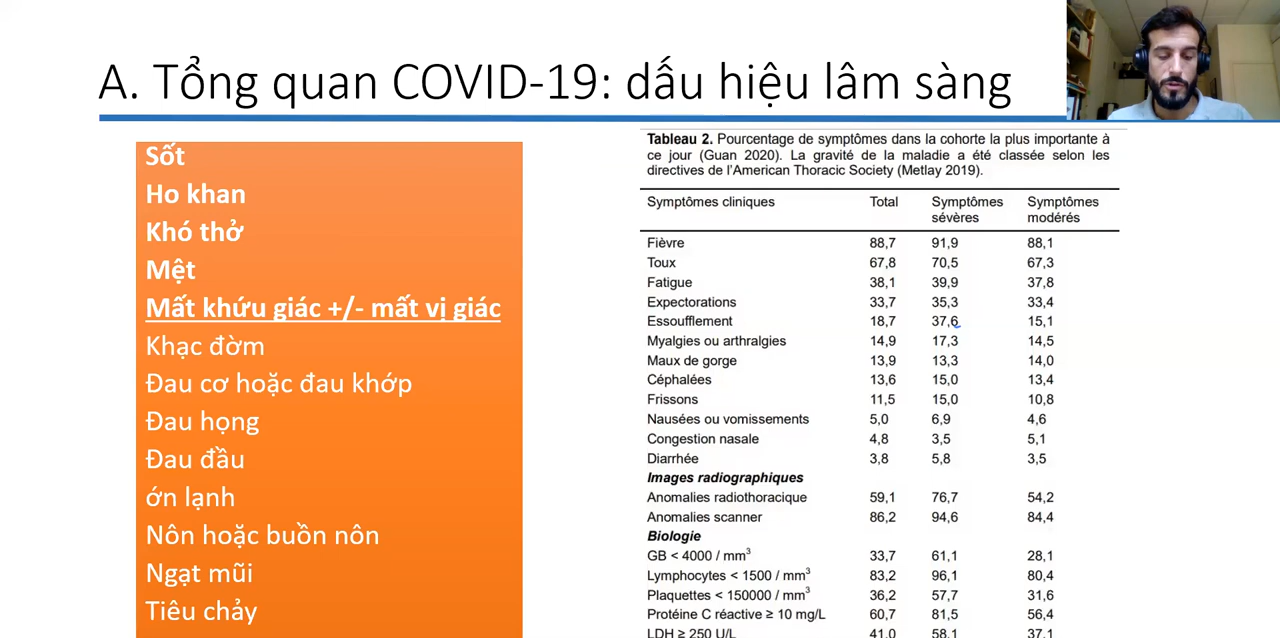 A. Tổng quan COVID-19: dấu hiệu lâm sàng
Sốt
Ho khan
Khó thở
Mệt
Mất khứu giác +/- mất vị giác
Khạc đờm
Đau cơ hoặc đau khớp
Đau họng
Đau đầu
ớn lạnh
Nôn hoặc buồn nôn
Ngạt mũi
Tiêu chảy
Tableau 2. Pourcentage de symptômes dans la cohorte la plus importante à
ce jour (Guan 2020). La gravité de la maladie a été classée selon les
directives de l'American Thoracic Society (Metlay 2019).
Symptômes cliniques Total Symptômes sévères Symptômes modérés
Fièvre 88,7 91,9 88,1
Toux 67,8 70,5 67,3
Fatigue 38,1 39,9 37,8
Expectorations 33,7 35,3 33,4
Essoufflement 18,7 37,6 15,1
Myalgies ou arthralgies 14,9 17,3 14,5
Maux de gorge 13,9 13,3 14,0
Céphalées 13,6 15,0 13,4
Frissons 11,5 15,0 10,8
Nausées ou vomissements 5,0 6,9 4,6
Congestion nasale 4,8 3,5 5,1
Diarrhée 3,8 5,8 3,5
Images radiographiques
Anomalies radiothoracique 59,1 76,7 54,2
Anomalies scanner 86,2 94,6 84,4
Biologie
GB < 4000 / mm³ 33,7 61,1 28,1
Lymphocytes < 1500 / mm³ 83,2 96,1 80,4
Plaquettes < 150000 / mm³ 36,2 57,7 31,6
Protéine C réactive ≥ 10 mg/L 60,7 81,5 56,4
LDH ≥ 250 U/L 41,0 58,1 37,1